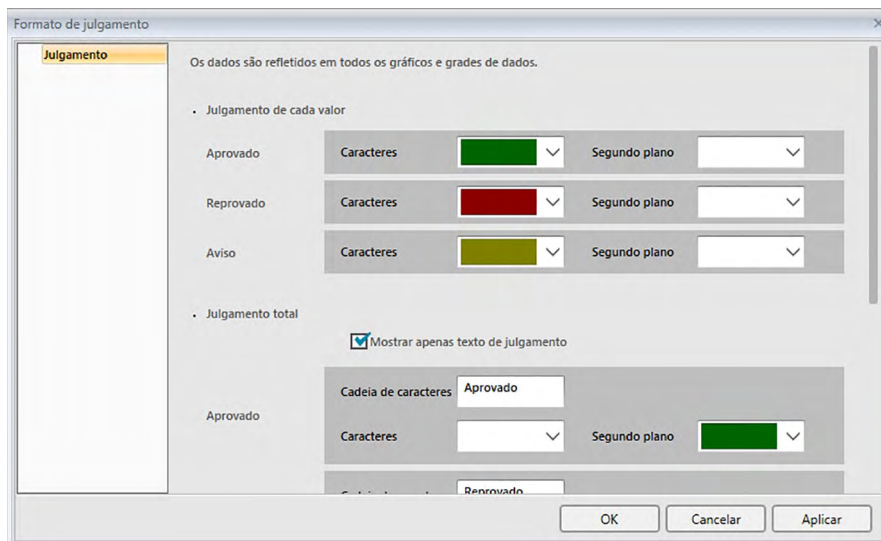 Formato de julgamento
Julgamento
Os dados são refletidos em todos os gráficos e grades de dados.
• Julgamento de cada valor
Aprovado Caracteres Segundo plano
Reprovado Caracteres Segundo plano
Aviso Caracteres Segundo plano
• Julgamento total
Mostrar apenas texto de julgamento
Cadeia de caracteres Aprovado
Aprovado
Caracteres Segundo plano
Reprovado
OK Cancelar Aplicar